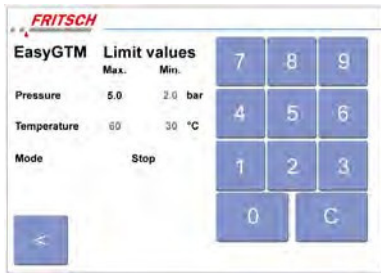 FRITSCH
EasyGTM Limit values
Max. Min.
Pressure 5.0 2.0 bar
Temperature 60 30 °C
Mode Stop
7 8 9
4 5 6
1 2 3
0 C
<